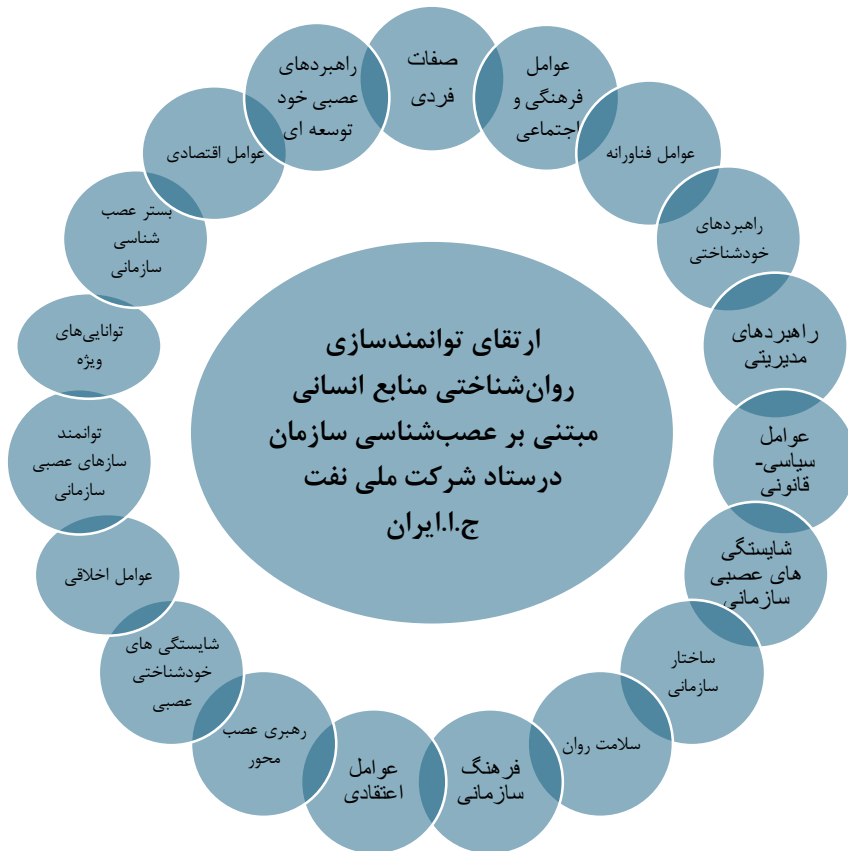 صفات
فردی
عوامل
فرهنگی و
اجتماعی
عوامل فناورانه
راهبردهای
خودشناختی
راهبردهای
مدیریتی
عوامل
سیاسی-
قانونی
شایستگی
های عصبی
سازمانی
ساختار
سازمانی
سلامت روان
فرهنگ
سازمانی
عوامل
اعتقادی
رهبری عصب
محور
شایستگی های
خودشناختی
عصبی
عوامل اخلاقی
توانمند
سازهای عصبی
سازمانی
توانایی‌های
ویژه
بستر عصب
شناسی
سازمانی
عوامل اقتصادی
راهبردهای
عصبی خود
توسعه ای
ارتقای توانمندسازی
روان‌شناختی منابع انسانی
مبتنی بر عصب‌شناسی سازمان
درستاد شرکت ملی نفت
ج.ا.ایران